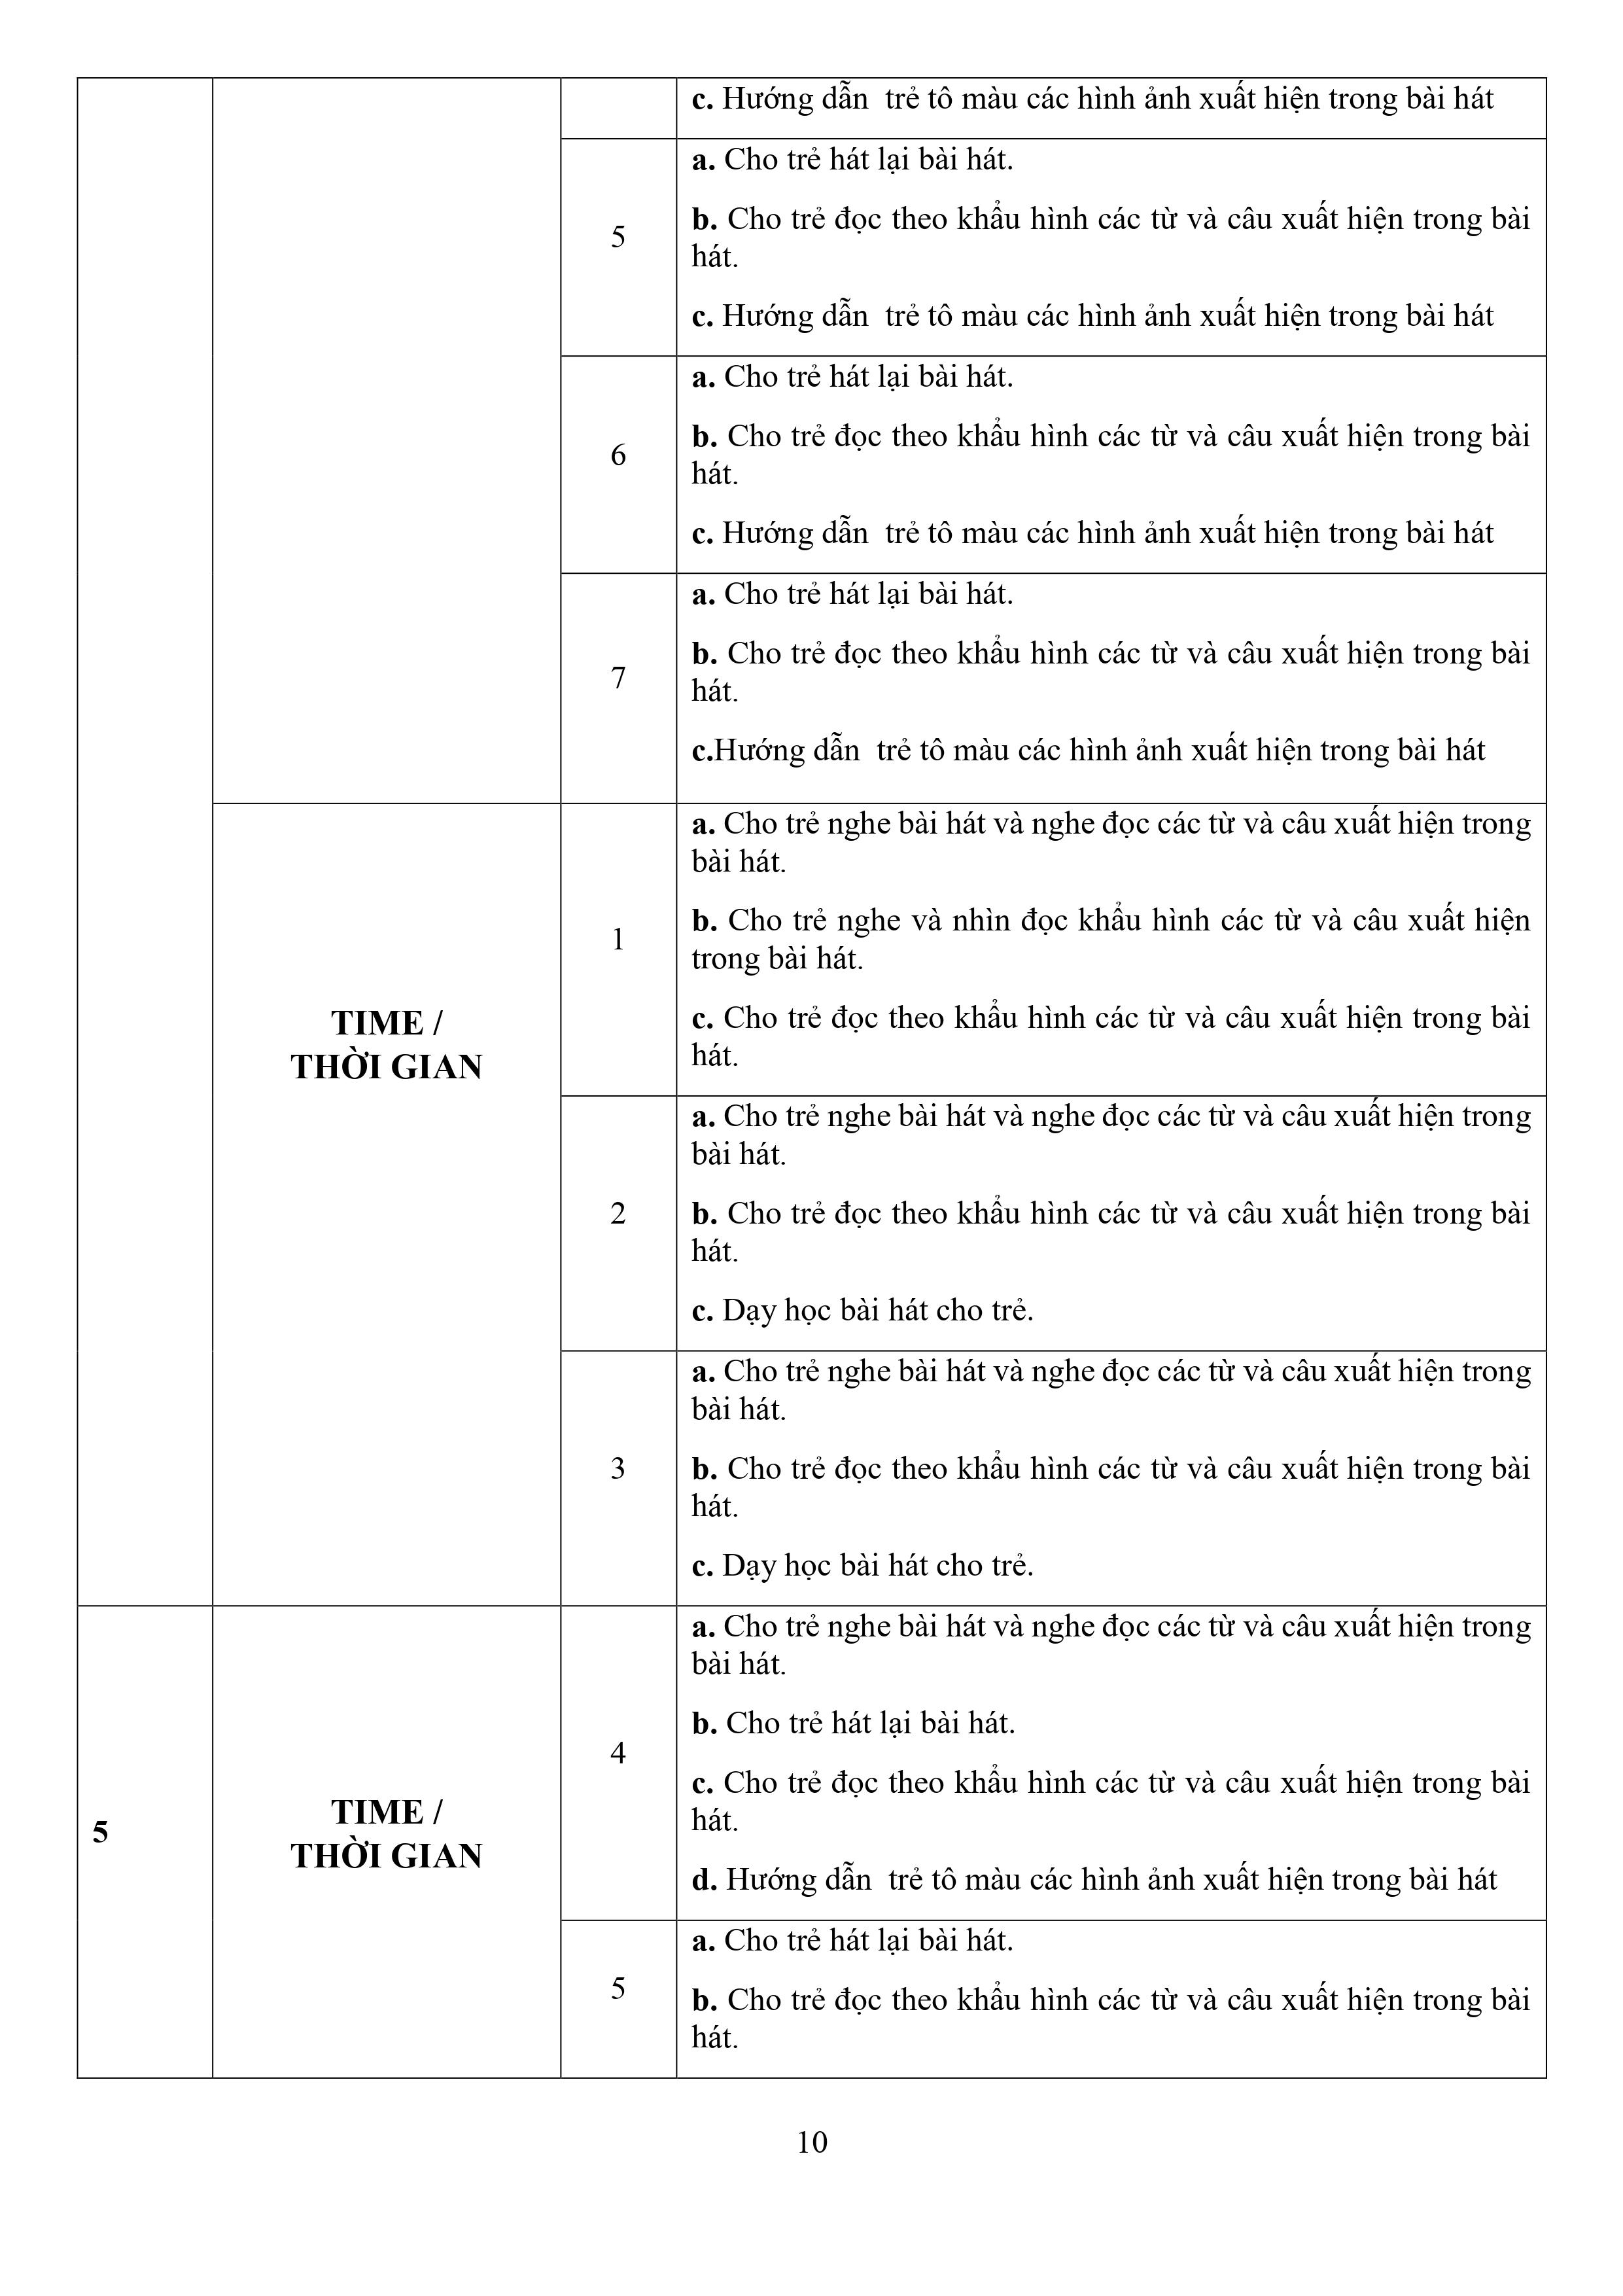 c. Hướng dẫn  trẻ tô màu các hình ảnh xuất hiện trong bài hát
5
a. Cho trẻ hát lại bài hát.
b. Cho trẻ đọc theo khẩu hình các từ và câu xuất hiện trong bài
hát.
c. Hướng dẫn  trẻ tô màu các hình ảnh xuất hiện trong bài hát
6
a. Cho trẻ hát lại bài hát.
b. Cho trẻ đọc theo khẩu hình các từ và câu xuất hiện trong bài
hát.
c. Hướng dẫn  trẻ tô màu các hình ảnh xuất hiện trong bài hát
7
a. Cho trẻ hát lại bài hát.
b. Cho trẻ đọc theo khẩu hình các từ và câu xuất hiện trong bài
hát.
c.Hướng dẫn  trẻ tô màu các hình ảnh xuất hiện trong bài hát
TIME /
THỜI GIAN
1
a. Cho trẻ nghe bài hát và nghe đọc các từ và câu xuất hiện trong
bài hát.
b. Cho trẻ nghe và nhìn đọc khẩu hình các từ và câu xuất hiện
trong bài hát.
c. Cho trẻ đọc theo khẩu hình các từ và câu xuất hiện trong bài
hát.
2
a. Cho trẻ nghe bài hát và nghe đọc các từ và câu xuất hiện trong
bài hát.
b. Cho trẻ đọc theo khẩu hình các từ và câu xuất hiện trong bài
hát.
c. Dạy học bài hát cho trẻ.
3
a. Cho trẻ nghe bài hát và nghe đọc các từ và câu xuất hiện trong
bài hát.
b. Cho trẻ đọc theo khẩu hình các từ và câu xuất hiện trong bài
hát.
c. Dạy học bài hát cho trẻ.
5
TIME /
THỜI GIAN
4
a. Cho trẻ nghe bài hát và nghe đọc các từ và câu xuất hiện trong
bài hát.
b. Cho trẻ hát lại bài hát.
c. Cho trẻ đọc theo khẩu hình các từ và câu xuất hiện trong bài
hát.
d. Hướng dẫn  trẻ tô màu các hình ảnh xuất hiện trong bài hát
5
a. Cho trẻ hát lại bài hát.
b. Cho trẻ đọc theo khẩu hình các từ và câu xuất hiện trong bài
hát.
10